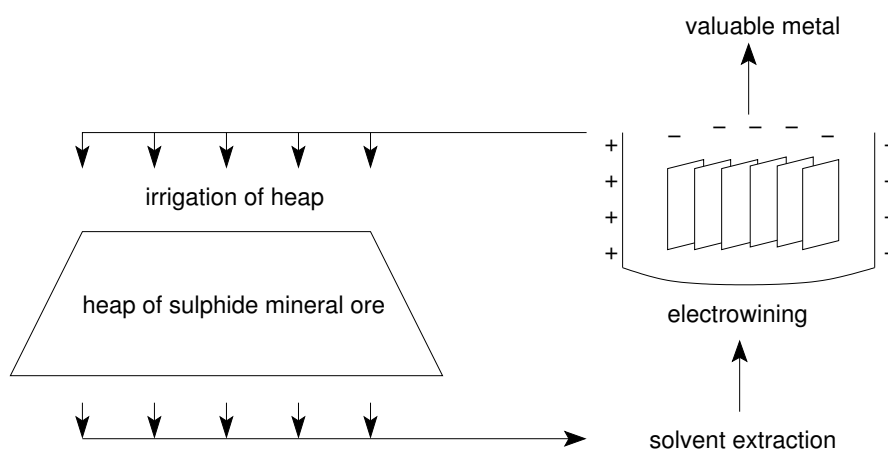 valuable metal
irrigation of heap
heap of sulphide mineral ore
electrowining
solvent extraction